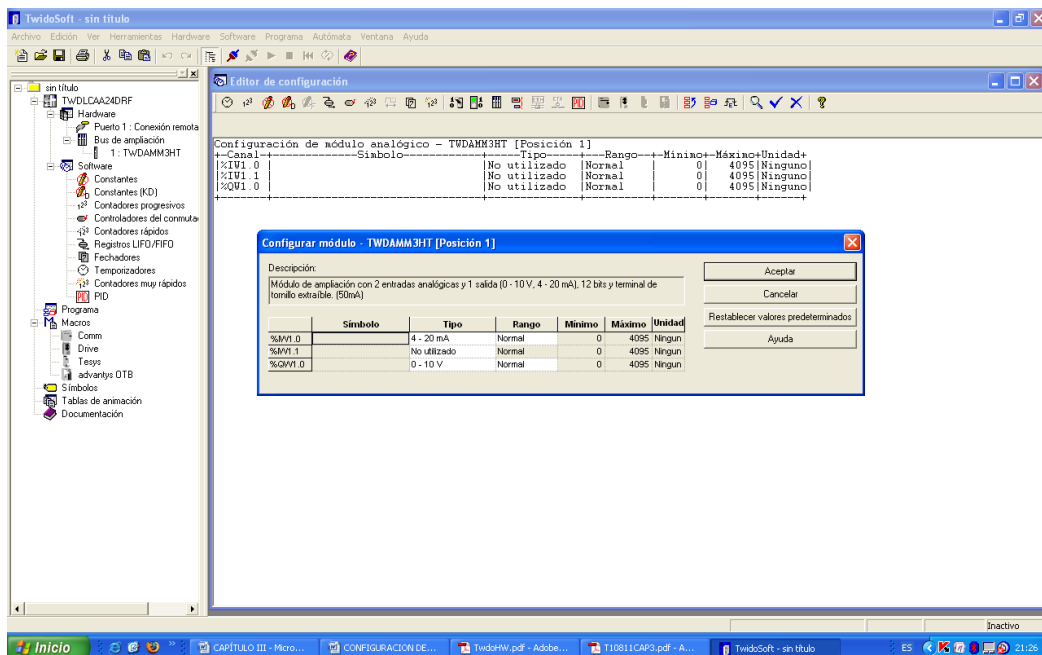 TwidoSoft - sin título
Archivo Edición Ver Herramientas Hardware Software Programa Autómata Ventana Ayuda
sin título
TWDLCAA24DRF
Hardware
Puerto 1 : Conexión remota
Bus de ampliación
1 : TWDAMM3HT
Software
Constantes
Constantes (KD)
Contadores progresivos
Controladores del conmuta
Contadores rápidos
Registros LIFO/FIFO
Fechadores
Temporizadores
Contadores muy rápidos
PID
Programa
Macros
Comm
Drive
Tesys
advantys OTB
Símbolos
Tablas de animación
Documentación
Editor de configuración
Configuración de módulo analógico - TWDAMM3HT [Posición 1]
+-Canal-+--Símbolo--+--Tipo--+--Rango--+-Mínimo+-Máximo+Unidad+
|%IW1.0 | |No utilizado |Normal | 0| 4095|Ninguno|
|%IW1.1 | |No utilizado |Normal | 0| 4095|Ninguno|
|%QW1.0 | |No utilizado |Normal | 0| 4095|Ninguno|
Configurar módulo - TWDAMM3HT [Posición 1]
Descripción:
Módulo de ampliación con 2 entradas analógicas y 1 salida (0 - 10 V, 4 - 20 mA), 12 bits y terminal de
tornillo extraíble. (50mA)
Aceptar
Cancelar
Restablecer valores predeterminados
Ayuda
Símbolo Tipo Rango Mínimo Máximo Unidad
%IW1.0 4 - 20 mA Normal 0 4095 Ningun
%IW1.1 No utilizado Normal 0 4095 Ningun
%QW1.0 0 - 10 V Normal 0 4095 Ningun
Inactivo
Inicio
CAPÍTULO III - Micro...
CONFIGURACION DE...
TwdoHW.pdf - Adobe...
T10811CAP3.pdf - A...
TwidoSoft - sin título
ES
21:26